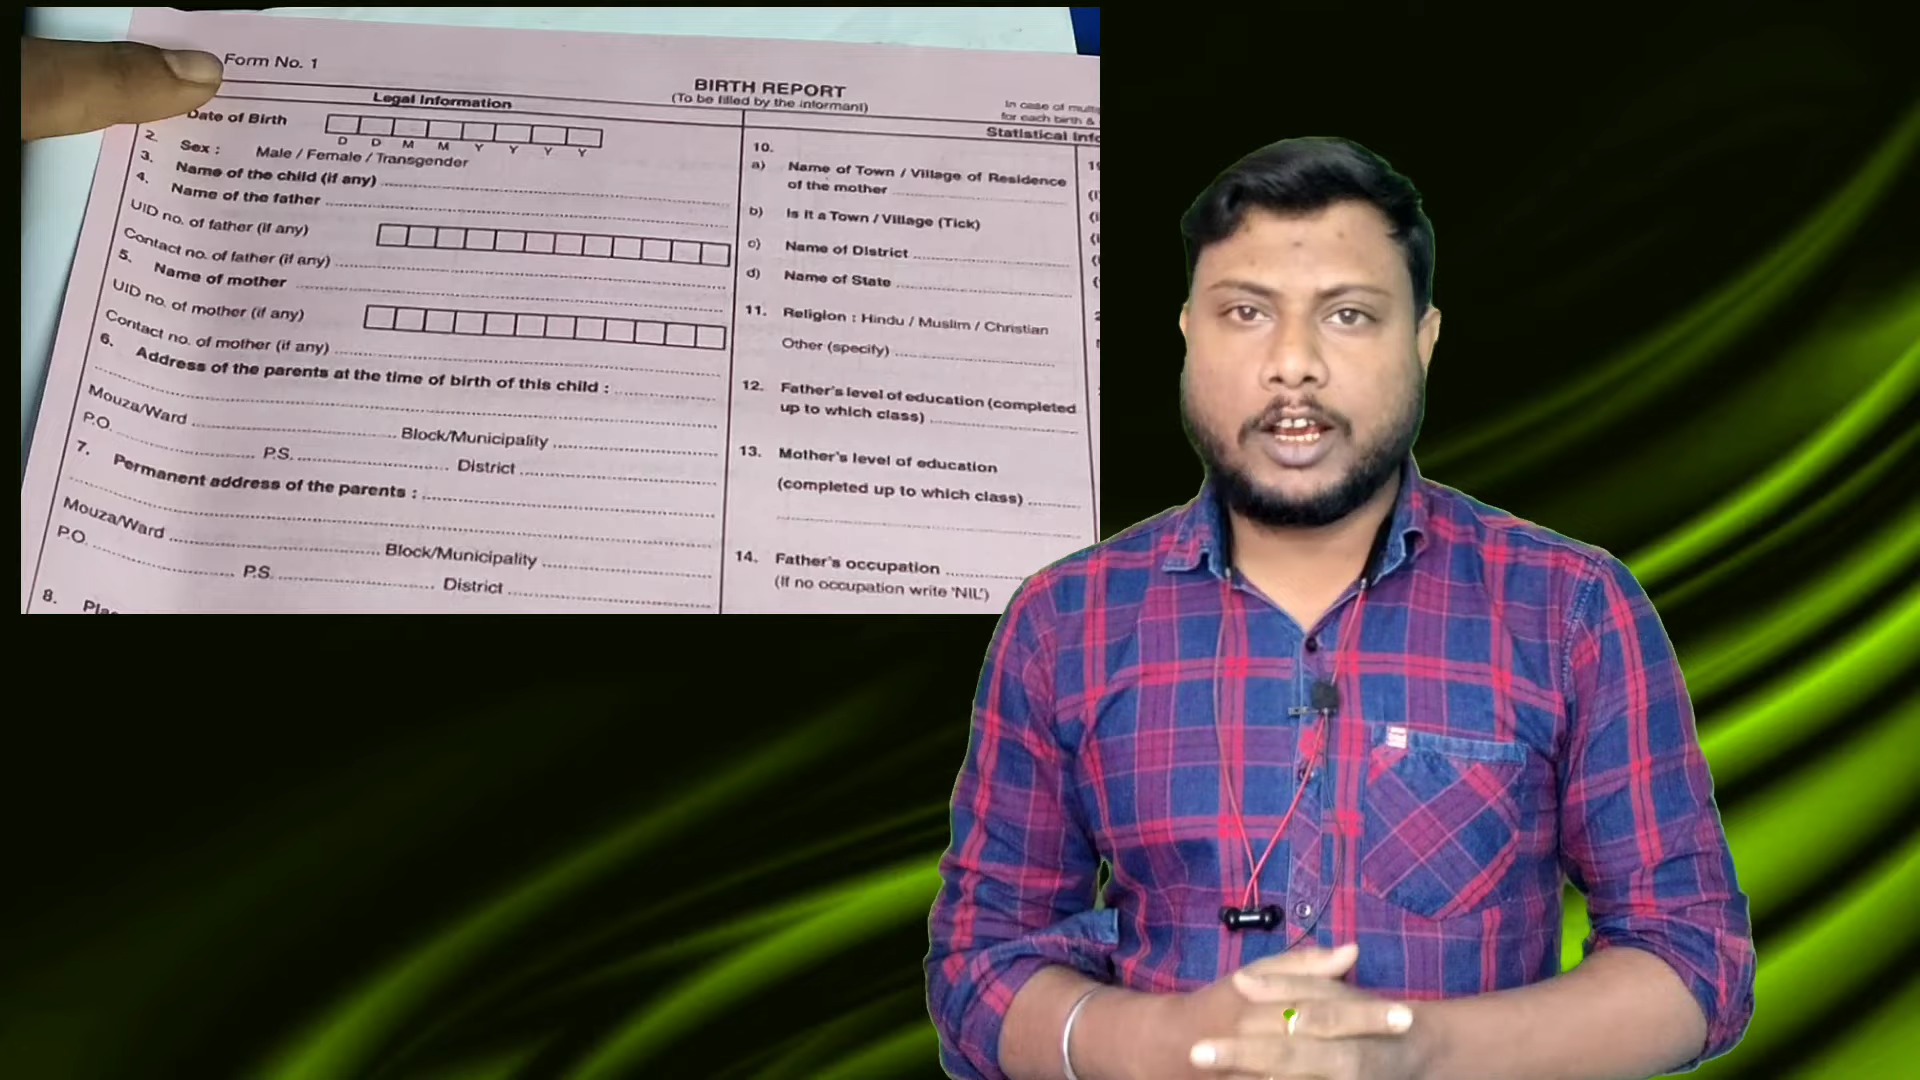 Form No. 1
BIRTH REPORT
(To be filled by the informant)
In case of
for each birth &
Legal Information
Statistical
Date of Birth
D D M M Y Y Y Y
2. Sex : Male / Female / Transgender
3. Name of the child (if any)
4. Name of the father
UID no. of father (if any)
Contact no. of father (if any)
5. Name of mother
UID no. of mother (if any)
Contact no. of mother (if any)
6. Address of the parents at the time of birth of this child :
Mouza/Ward Block/Municipality
P.O. P.S. District
7. Permanent address of the parents :
Mouza/Ward Block/Municipality
P.O. P.S. District
8.
10.
a) Name of Town / Village of Residence
of the mother
b) Is it a Town / Village (Tick)
c) Name of District
d) Name of State
11. Religion : Hindu / Muslim / Christian
Other (specify)
12. Father's level of education (completed
up to which class)
13. Mother's level of education
(completed up to which class)
14. Father's occupation
(If no occupation write 'NIL')